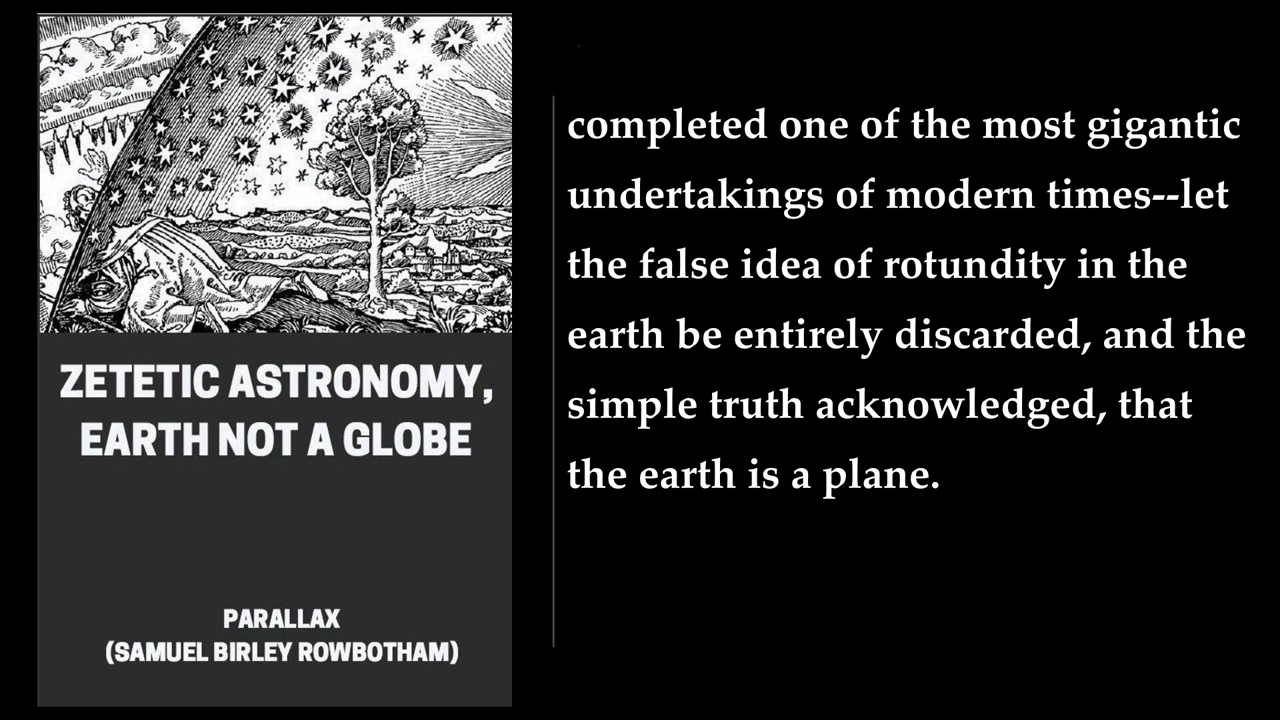 ZETETIC ASTRONOMY,
EARTH NOT A GLOBE
PARALLAX
(SAMUEL BIRLEY ROWBOTHAM)
completed one of the most gigantic
undertakings of modern times--let
the false idea of rotundity in the
earth be entirely discarded, and the
simple truth acknowledged, that
the earth is a plane.